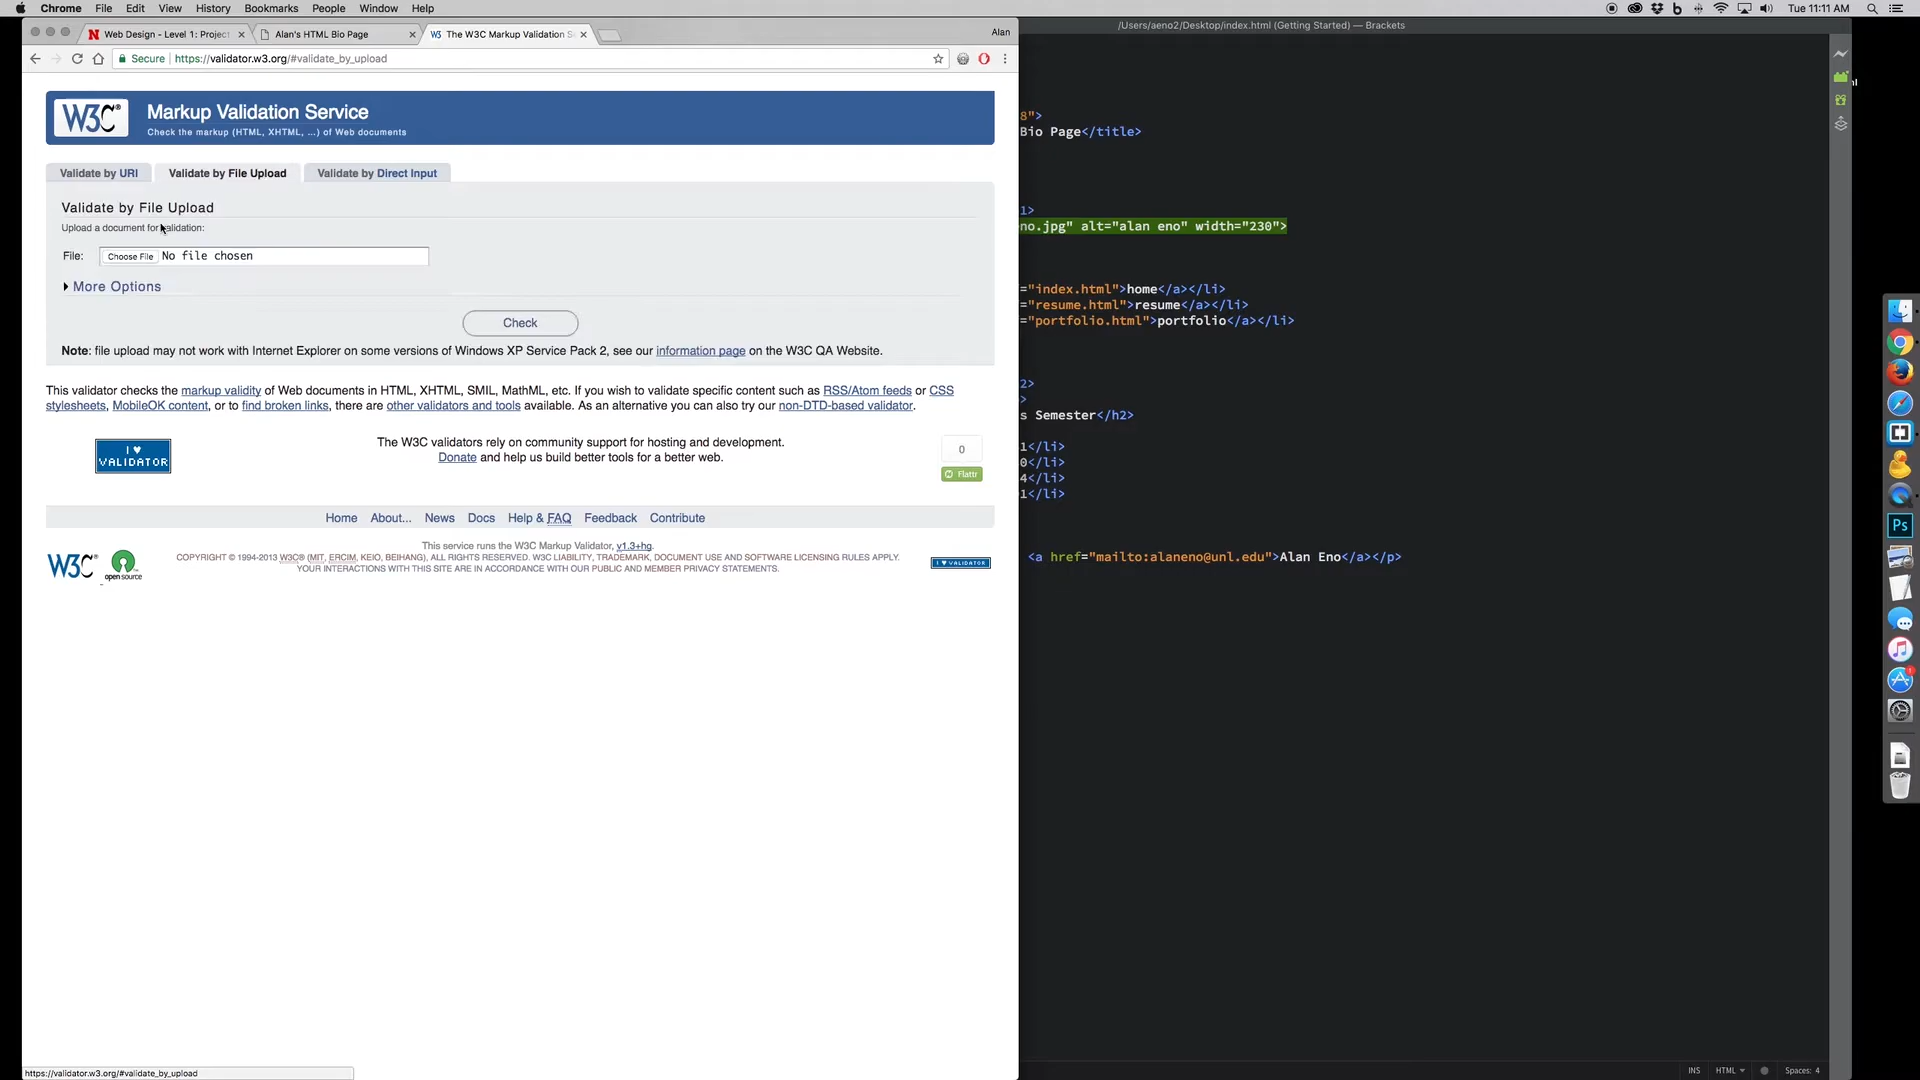 Chrome File Edit View History Bookmarks People Window Help
Tue 11:11 AM
Web Design - Level 1: Projec
Alan's HTML Bio Page
The W3C Markup Validation S
Alan
Secure https://validator.w3.org/#validate_by_upload
/Users/aeno2/Desktop/index.html (Getting Started) — Brackets
W3C®
Markup Validation Service
Check the markup (HTML, XHTML, ...) of Web documents
Validate by URI
Validate by File Upload
Validate by Direct Input
Validate by File Upload
Upload a document for validation:
File: Choose File No file chosen
More Options
Check
Note: file upload may not work with Internet Explorer on some versions of Windows XP Service Pack 2, see our information page on the W3C QA Website.
This validator checks the markup validity of Web documents in HTML, XHTML, SMIL, MathML, etc. If you wish to validate specific content such as RSS/Atom feeds or CSS
stylesheets, MobileOK content, or to find broken links, there are other validators and tools available. As an alternative you can also try our non-DTD-based validator.
I ♥
VALIDATOR
The W3C validators rely on community support for hosting and development.
Donate and help us build better tools for a better web.
0
Flattr
Home About... News Docs Help & FAQ Feedback Contribute
W3C®
open source
This service runs the W3C Markup Validator, v1.3+hg.
COPYRIGHT © 1994-2013 W3C® (MIT, ERCIM, KEIO, BEIHANG), ALL RIGHTS RESERVED. W3C LIABILITY, TRADEMARK, DOCUMENT USE AND SOFTWARE LICENSING RULES APPLY.
YOUR INTERACTIONS WITH THIS SITE ARE IN ACCORDANCE WITH OUR PUBLIC AND MEMBER PRIVACY STATEMENTS.
I ♥ VALIDATOR
https://validator.w3.org/#validate_by_upload
8">
Bio Page</title>
1>
no.jpg" alt="alan eno" width="230">
="index.html">home</a></li>
="resume.html">resume</a></li>
="portfolio.html">portfolio</a></li>
2>
>
s Semester</h2>
1</li>
0</li>
4</li>
1</li>
<a href="mailto:alaneno@unl.edu">Alan Eno</a></p>
Ps
INS HTML Spaces: 4